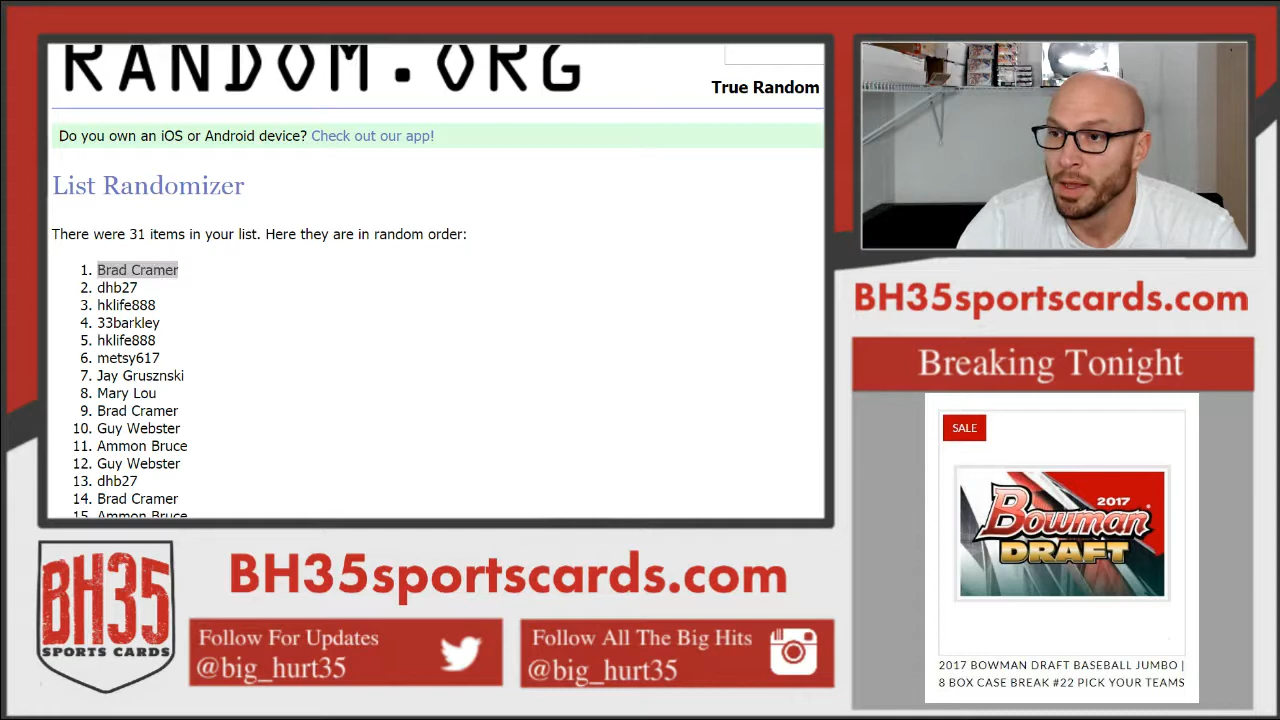 RANDOM.ORG
True Random
Do you own an iOS or Android device? Check out our app!
List Randomizer
There were 31 items in your list. Here they are in random order:
1. Brad Cramer
2. dhb27
3. hklife888
4. 33barkley
5. hklife888
6. metsy617
7. Jay Grusznski
8. Mary Lou
9. Brad Cramer
10. Guy Webster
11. Ammon Bruce
12. Guy Webster
13. dhb27
14. Brad Cramer
15. Ammon Bruce
BH35sportscards.com
Breaking Tonight
SALE
2017
Bowman
DRAFT
2017 BOWMAN DRAFT BASEBALL JUMBO |
8 BOX CASE BREAK #22 PICK YOUR TEAMS
BH35
SPORTS CARDS
BH35sportscards.com
Follow For Updates
@big_hurt35
Follow All The Big Hits
@big_hurt35